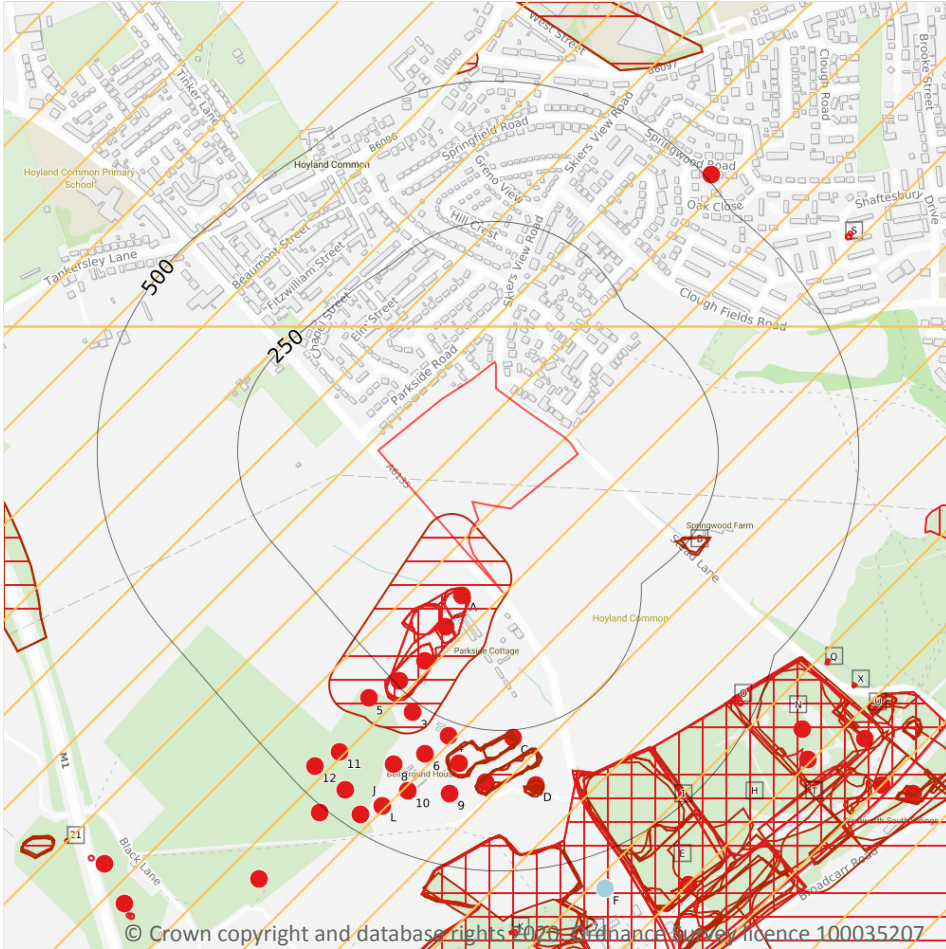 West Street
B6097
Clough Road
Brooke Street
Tinker Lane
Hoyland Common Primary
School
Hoyland Common
B6096
Springfield Road
Skiers View Road
Springwood Road
Geno View
Oak Close
Shaftesbury
Drive
S
Hill Crest
Skiers View Road
Tankersley Lane
Beaumont Street
Fitzwilliam Street
500
Chapel Street
Elm Street
Clough Fields Road
250
Parkside Road
A6135
Springwood Farm
B
Lane
A
Hoyland Common
Parkside Cottage
Q
X
O
N
U
5
3
4
C
11
6
12
8
J
10
9
L
D
H
T
I
M1
21
Black Lane
E
Broadcarr Road
F
© Crown copyright and database rights 2020. Ordnance Survey licence 100035207